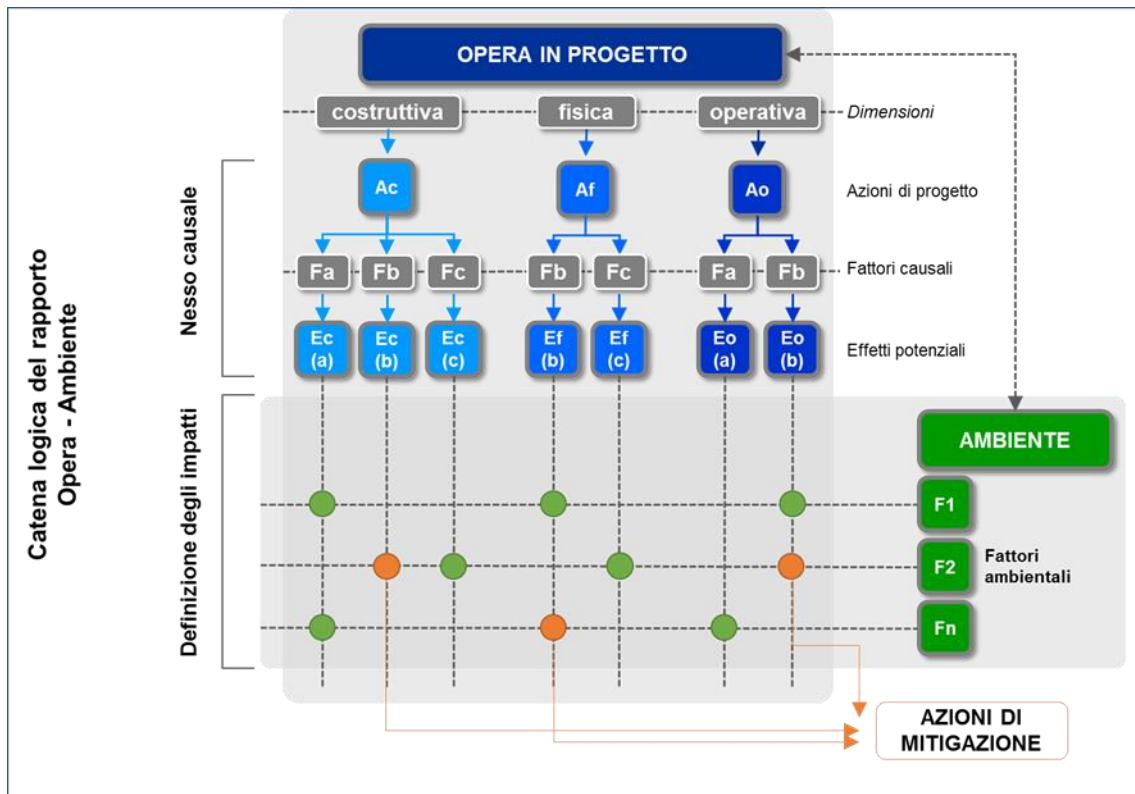 OPERA IN PROGETTO
costruttiva
fisica
operativa
Dimensioni
Ac
Af
Ao
Azioni di progetto
Fa
Fb
Fc
Fb
Fc
Fa
Fb
Fattori causali
Ec
(a)
Ec
(b)
Ec
(c)
Ef
(b)
Ef
(c)
Eo
(a)
Eo
(b)
Effetti potenziali
Catena logica del rapporto
Opera - Ambiente
Nesso causale
Definizione degli impatti
AMBIENTE
F1
F2
Fattori
ambientali
Fn
AZIONI DI
MITIGAZIONE